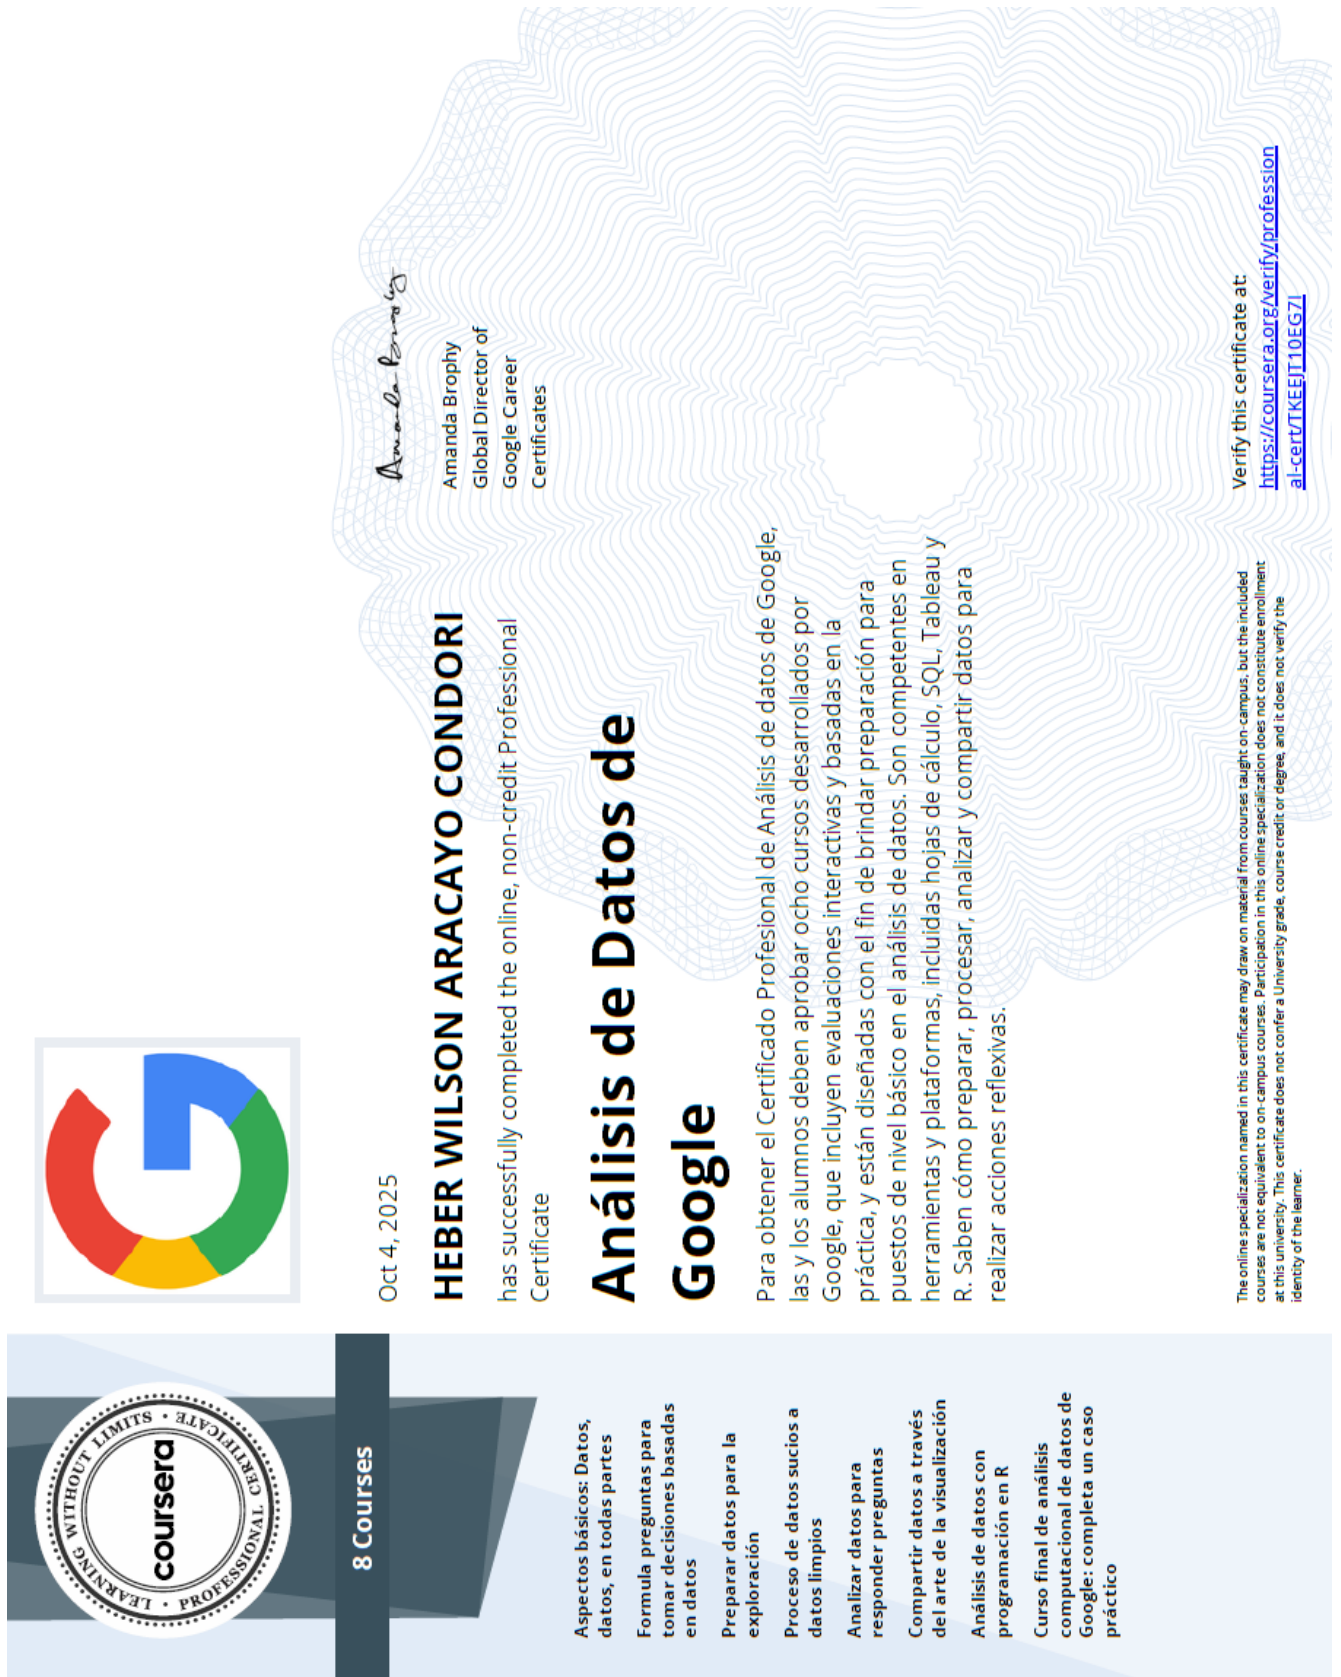 LEARNING WITHOUT LIMITS • PROFESSIONAL CERTIFICATE •
coursera
8 Courses
Aspectos básicos: Datos,
datos, en todas partes
Formula preguntas para
tomar decisiones basadas
en datos
Preparar datos para la
exploración
Proceso de datos sucios a
datos limpios
Analizar datos para
responder preguntas
Compartir datos a través
del arte de la visualización
Análisis de datos con
programación en R
Curso final de análisis
computacional de datos de
Google: completa un caso
práctico
Oct 4, 2025
HEBER WILSON ARACAYO CONDORI
has successfully completed the online, non-credit Professional
Certificate
Análisis de Datos de
Google
Para obtener el Certificado Profesional de Análisis de datos de Google,
las y los alumnos deben aprobar ocho cursos desarrollados por
Google, que incluyen evaluaciones interactivas y basadas en la
práctica, y están diseñadas con el fin de brindar preparación para
puestos de nivel básico en el análisis de datos. Son competentes en
herramientas y plataformas, incluidas hojas de cálculo, SQL, Tableau y
R. Saben cómo preparar, procesar, analizar y compartir datos para
realizar acciones reflexivas.
Amanda Brophy
Amanda Brophy
Global Director of
Google Career
Certificates
The online specialization named in this certificate may draw on material from courses taught on-campus, but the included
courses are not equivalent to on-campus courses. Participation in this online specialization does not constitute enrollment
at this university. This certificate does not confer a University grade, course credit or degree, and it does not verify the
identity of the learner.
Verify this certificate at:
https://coursera.org/verify/profession
al-cert/TKEEJT10EG7I